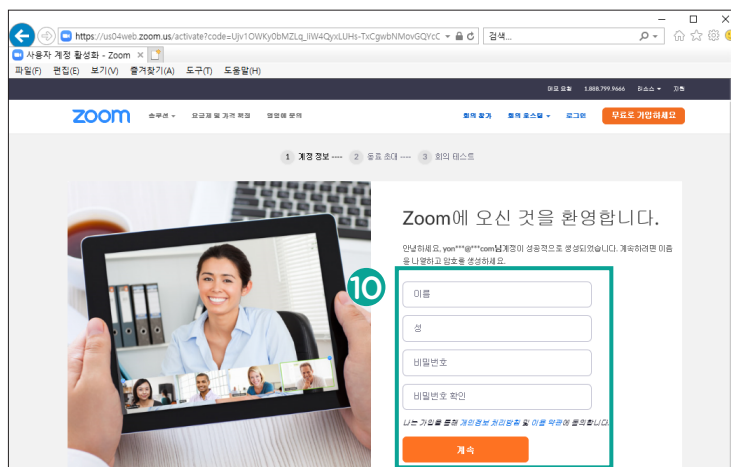 https://us04web.zoom.us/activate?code=Ujv1OWKy0bMZLq_IiW4QyxLUHs-TxCgwbNMovGQYcC
검색...
사용자 계정 활성화 - Zoom
파일(F) 편집(E) 보기(V) 즐겨찾기(A) 도구(T) 도움말(H)
데모 요청 1.888.799.9666 리소스 지원
zoom 솔루션 요금제 및 가격 책정 영업에 문의 회의 참가 회의 호스팅 로그인 무료로 가입하세요
1 계정 정보 ---- 2 동료 초대 ---- 3 회의 테스트
Zoom에 오신 것을 환영합니다.
안녕하세요, yon***@***com님계정이 성공적으로 생성되었습니다. 계속하려면 이름
을 나열하고 암호를 생성하세요.
10
이름
성
비밀번호
비밀번호 확인
나는 가입을 통해 개인정보 처리방침 및 이용 약관에 동의합니다.
계속